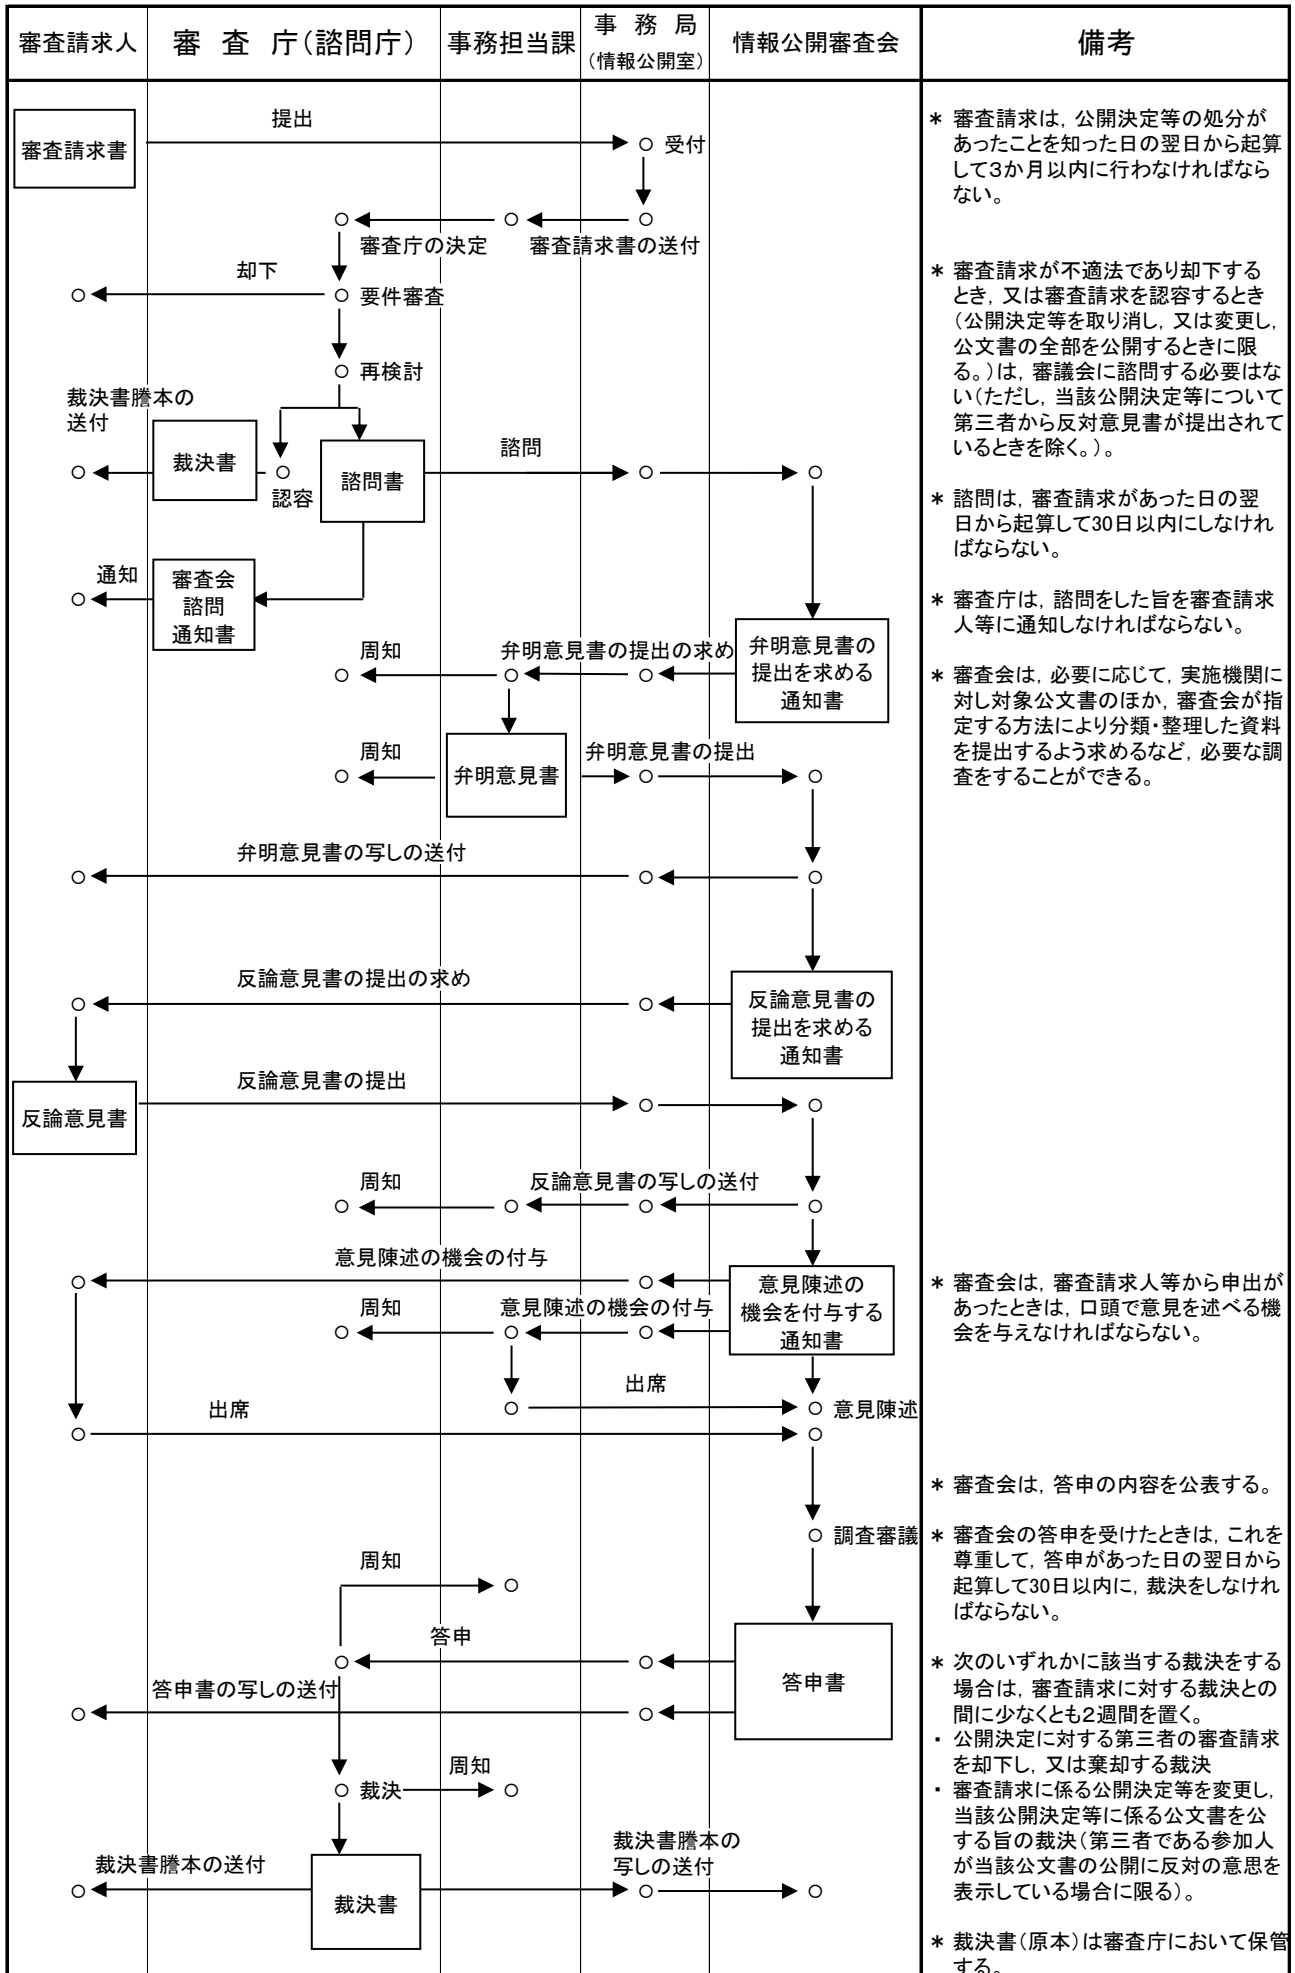 審査請求人
審 査 庁（諮問庁）
事務担当課
事 務 局
（情報公開室）
情報公開審査会
備考
審査請求書
提出
受付
審査庁の決定
審査請求書の送付
却下
要件審査
再検討
裁決書謄本の
送付
裁決書
認容
諮問書
諮問
通知
審査会
諮問
通知書
周知
弁明意見書の提出の求め
弁明意見書の
提出を求める
通知書
周知
弁明意見書
弁明意見書の提出
弁明意見書の写しの送付
反論意見書の提出の求め
反論意見書の
提出を求める
通知書
反論意見書の提出
反論意見書
周知
反論意見書の写しの送付
意見陳述の機会の付与
周知
意見陳述の機会の付与
意見陳述の
機会を付与する
通知書
出席
出席
意見陳述
調査審議
周知
答申
答申書
答申書の写しの送付
裁決
周知
裁決書謄本の送付
裁決書
裁決書謄本の
写しの送付
＊ 審査請求は，公開決定等の処分が
あったことを知った日の翌日から起算
して３か月以内に行わなければなら
ない。
＊ 審査請求が不適法であり却下する
とき，又は審査請求を認容するとき
（公開決定等を取り消し，又は変更し，
公文書の全部を公開するときに限
る。）は，審議会に諮問する必要はな
い（ただし，当該公開決定等について
第三者から反対意見書が提出されて
いるときを除く。）。
＊ 諮問は，審査請求があった日の翌
日から起算して30日以内にしなけれ
ばならない。
＊ 審査庁は，諮問をした旨を審査請求
人等に通知しなければならない。
＊ 審査会は，必要に応じて，実施機関に
対し対象公文書のほか，審査会が指
定する方法により分類・整理した資料
を提出するよう求めるなど，必要な調
査をすることができる。
＊ 審査会は，審査請求人等から申出が
あったときは，口頭で意見を述べる機
会を与えなければならない。
＊ 審査会は，答申の内容を公表する。
＊ 審査会の答申を受けたときは，これを
尊重して，答申があった日の翌日から
起算して30日以内に，裁決をしなけれ
ばならない。
＊ 次のいずれかに該当する裁決をする
場合は，審査請求に対する裁決との
間に少なくとも２週間を置く。
・ 公開決定に対する第三者の審査請求
を却下し，又は棄却する裁決
・ 審査請求に係る公開決定等を変更し，
当該公開決定等に係る公文書を公
する旨の裁決（第三者である参加人
が当該公文書の公開に反対の意思を
表示している場合に限る）。
＊ 裁決書（原本）は審査庁において保管
する。